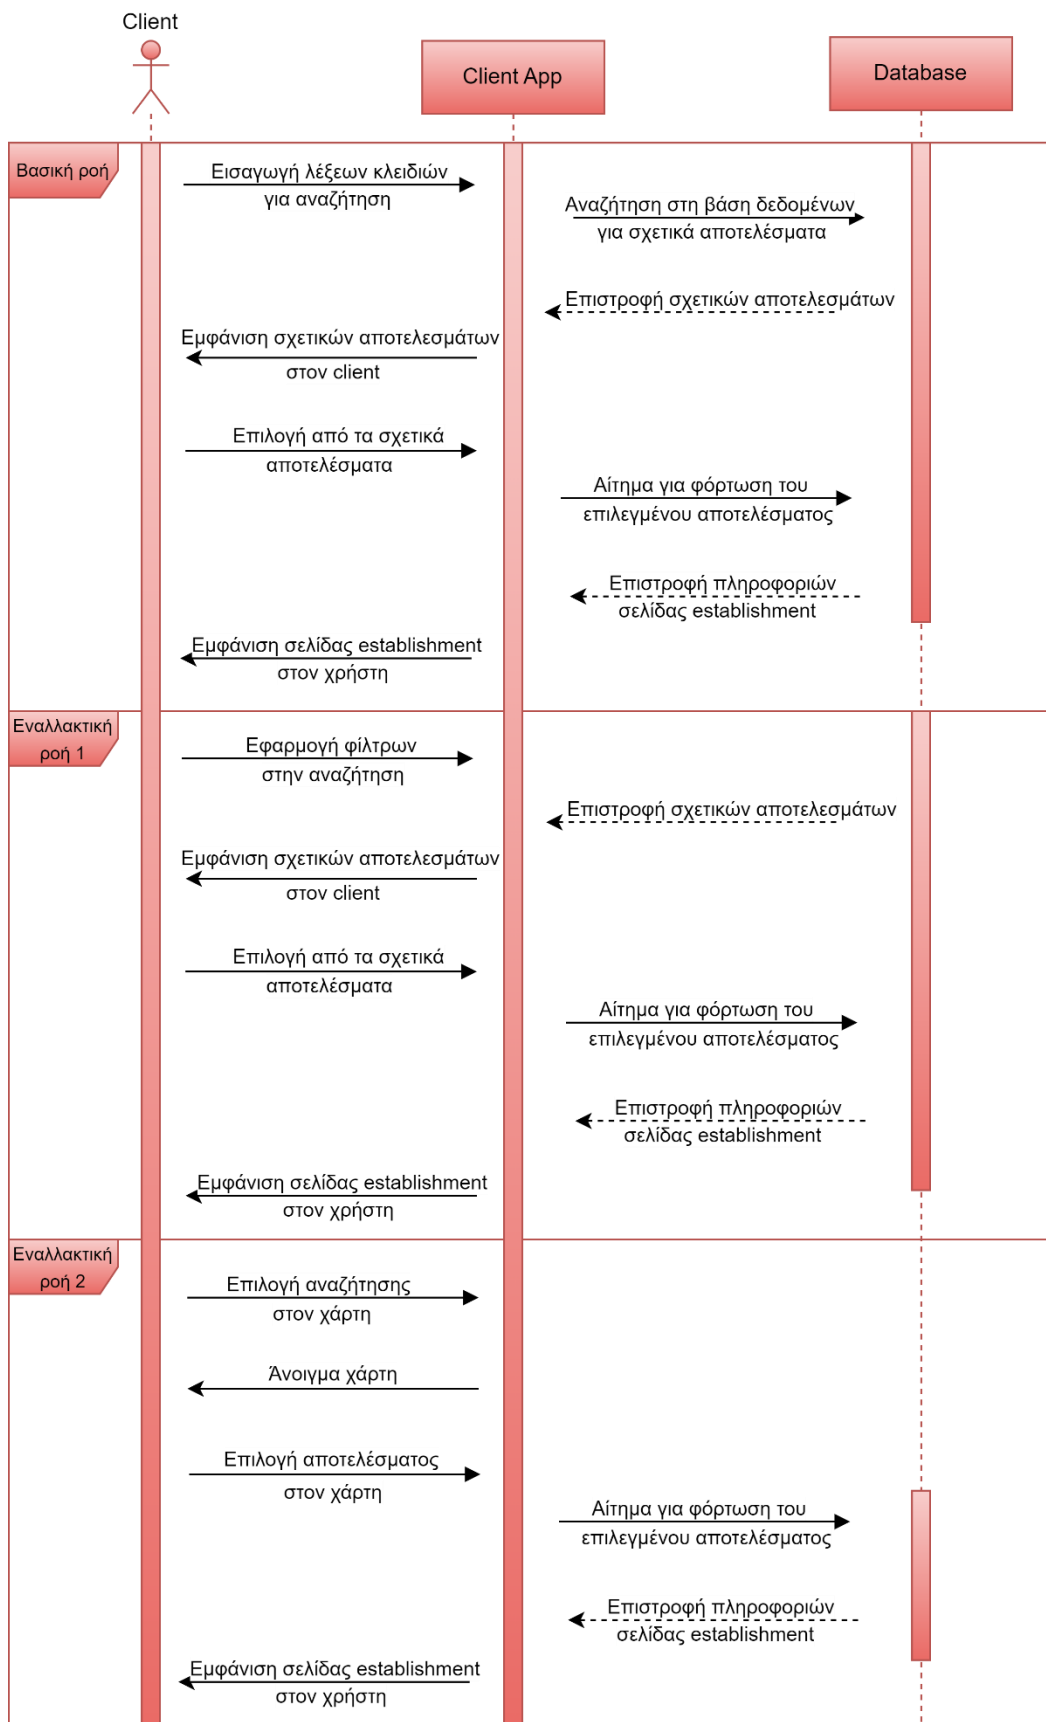 Client
Client App
Database
Βασική ροή
Εισαγωγή λέξεων κλειδιών
για αναζήτηση
Αναζήτηση στη βάση δεδομένων
για σχετικά αποτελέσματα
Επιστροφή σχετικών αποτελεσμάτων
Εμφάνιση σχετικών αποτελεσμάτων
στον client
Επιλογή από τα σχετικά
αποτελέσματα
Αίτημα για φόρτωση του
επιλεγμένου αποτελέσματος
Επιστροφή πληροφοριών
σελίδας establishment
Εμφάνιση σελίδας establishment
στον χρήστη
Εναλλακτική
ροή 1
Εφαρμογή φίλτρων
στην αναζήτηση
Επιστροφή σχετικών αποτελεσμάτων
Εμφάνιση σχετικών αποτελεσμάτων
στον client
Επιλογή από τα σχετικά
αποτελέσματα
Αίτημα για φόρτωση του
επιλεγμένου αποτελέσματος
Επιστροφή πληροφοριών
σελίδας establishment
Εμφάνιση σελίδας establishment
στον χρήστη
Εναλλακτική
ροή 2
Επιλογή αναζήτησης
στον χάρτη
Άνοιγμα χάρτη
Επιλογή αποτελέσματος
στον χάρτη
Αίτημα για φόρτωση του
επιλεγμένου αποτελέσματος
Επιστροφή πληροφοριών
σελίδας establishment
Εμφάνιση σελίδας establishment
στον χρήστη